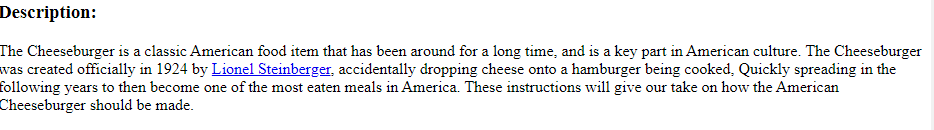 Description:
The Cheeseburger is a classic American food item that has been around for a long time, and is a key part in American culture. The Cheeseburger
was created officially in 1924 by Lionel Steinberger, accidentally dropping cheese onto a hamburger being cooked, Quickly spreading in the
following years to then become one of the most eaten meals in America. These instructions will give our take on how the American
Cheeseburger should be made.